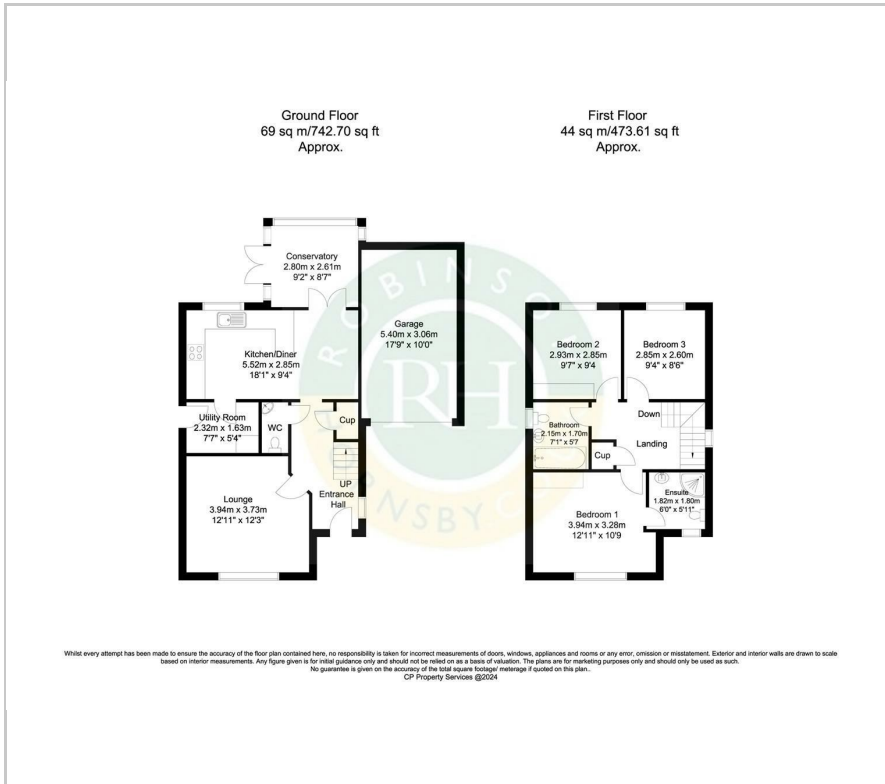 Ground Floor
69 sq m/742.70 sq ft
Approx.
First Floor
44 sq m/473.61 sq ft
Approx.
Conservatory
2.80m x 2.61m
9'2" x 8'7"
Garage
5.40m x 3.06m
17'9" x 10'0"
Kitchen/Diner
5.52m x 2.85m
18'1" x 9'4"
Utility Room
2.32m x 1.63m
7'7" x 5'4"
WC
Cup
UP
Entrance
Hall
Lounge
3.94m x 3.73m
12'11" x 12'3"
Bedroom 2
2.93m x 2.85m
9'7" x 9'4
Bedroom 3
2.85m x 2.60m
9'4" x 8'6"
Bathroom
2.15m x 1.70m
7'1" x 5'7
Down
Landing
Cup
Ensuite
1.82m x 1.80m
6'0" x 5'11"
Bedroom 1
3.94m x 3.28m
12'11" x 10'9
ROBINSO
RH
RNSBY
Whilst every attempt has been made to ensure the accuracy of the floor plan contained here, no responsibility is taken for incorrect measurements of doors, windows, appliances and rooms or any error, omission or misstatement. Exterior and interior walls are drawn to scale
based on interior measurements. Any figure given is for initial guidance only and should not be relied on as a basis of valuation. The plans are for marketing purposes only and should only be used as such.
No guarantee is given on the accuracy of the total square footage/ meterage if quoted on this plan..
CP Property Services @2024